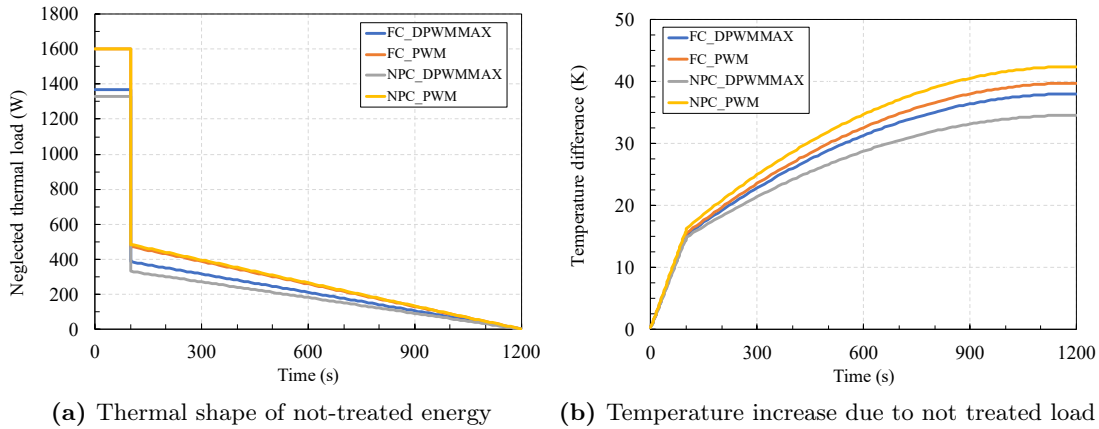 1800
1600
1400
1200
1000
800
600
400
200
0
0
300
600
900
1200
Neglected thermal load (W)
Time (s)
FC_DPWMMAX
FC_PWM
NPC_DPWMMAX
NPC_PWM
(a) Thermal shape of not-treated energy
50
40
30
20
10
0
0
300
600
900
1200
Temperature difference (K)
Time (s)
FC_DPWMMAX
FC_PWM
NPC_DPWMMAX
NPC_PWM
(b) Temperature increase due to not treated load